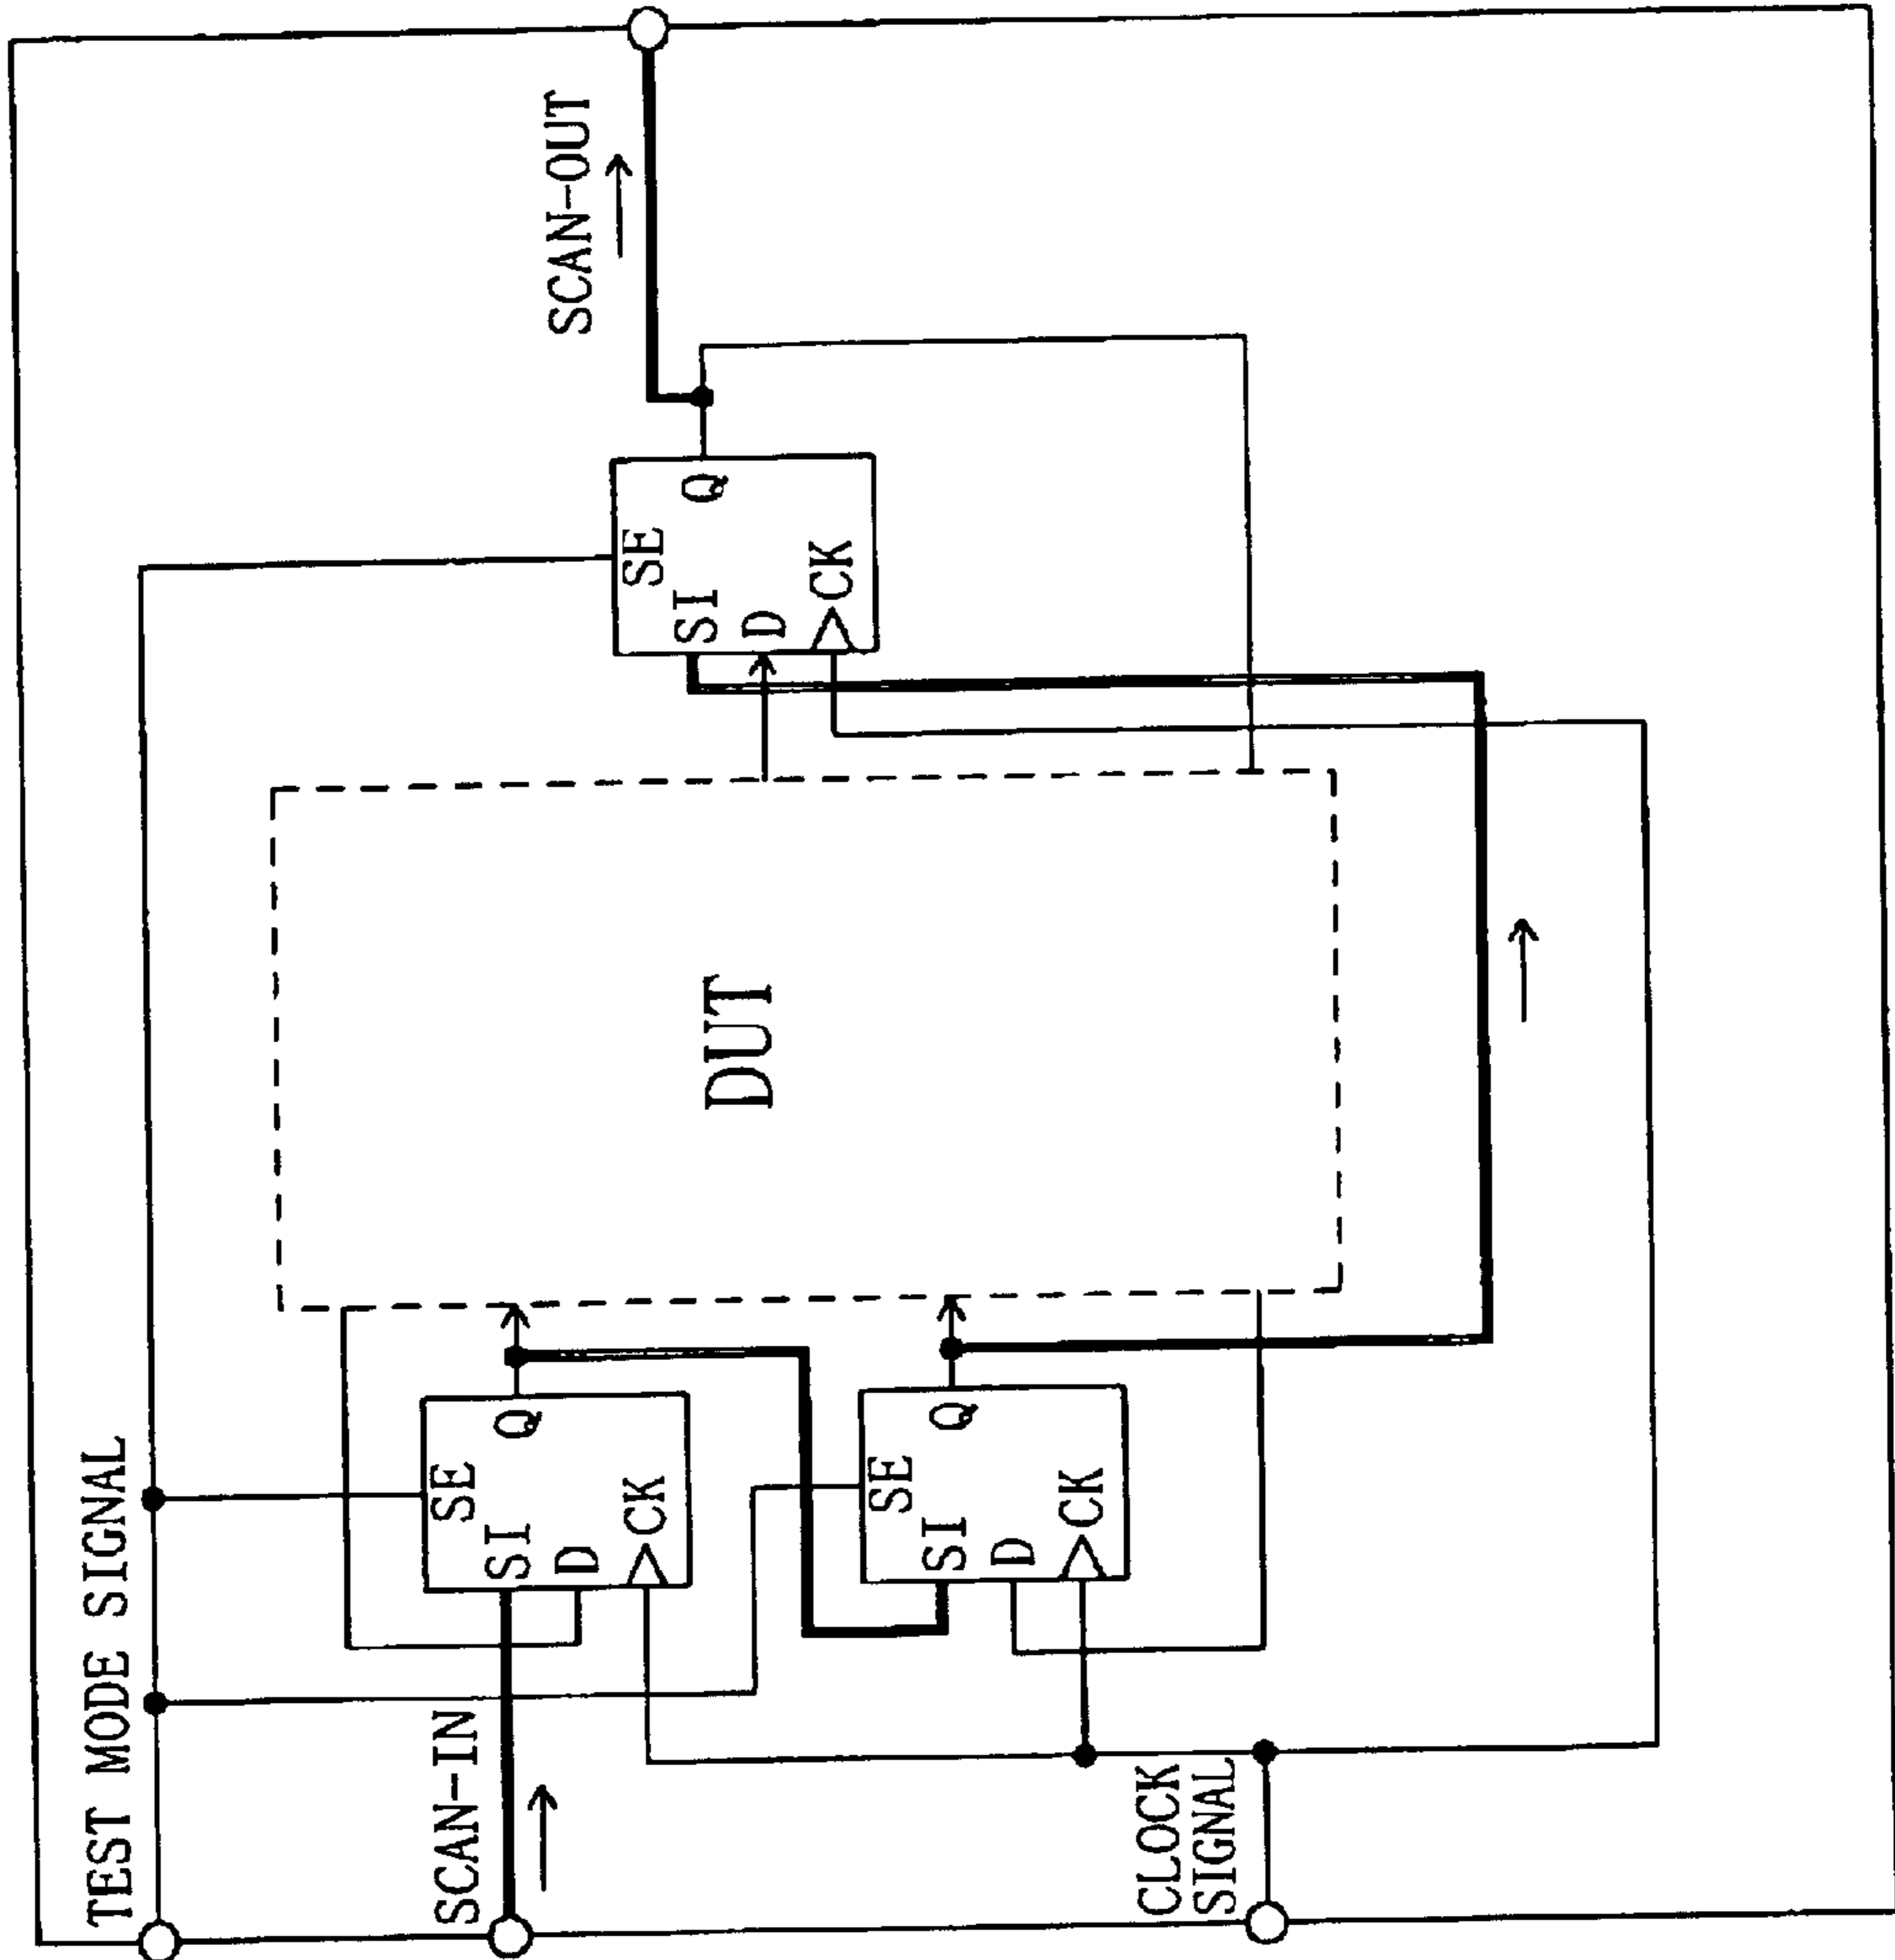 TEST MODE SIGNAL
SCAN-IN
SE
SI
Q
D
CK
SE
SI
Q
D
CK
CLOCK
SIGNAL
DUT
SE
SI
Q
D
CK
SCAN-OUT